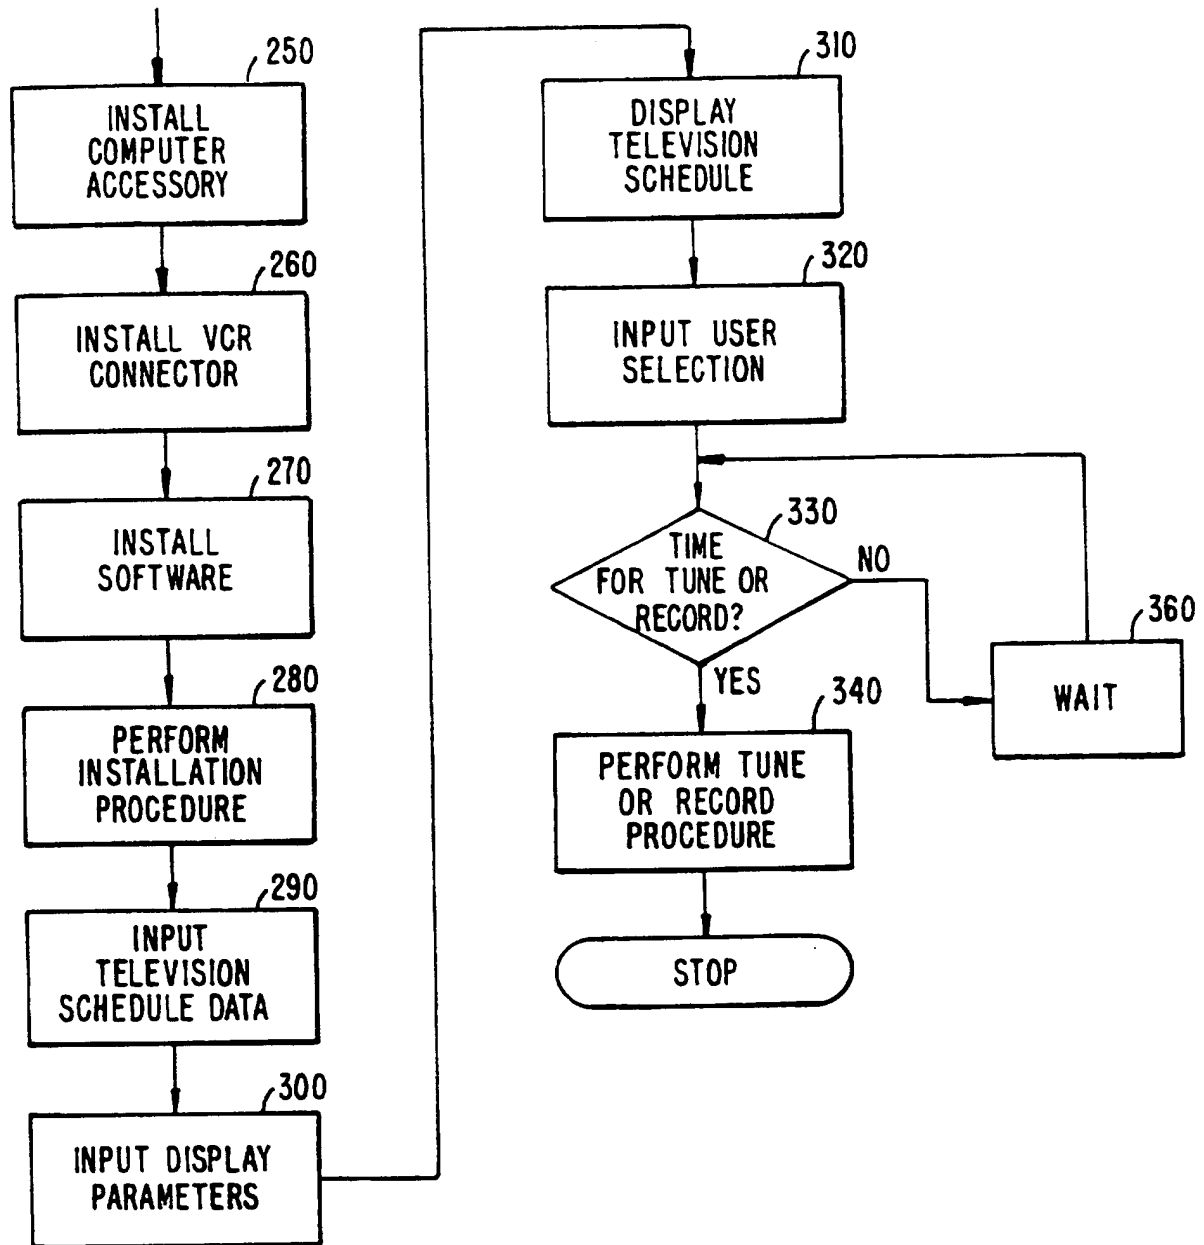 250
INSTALL
COMPUTER
ACCESSORY
260
INSTALL VCR
CONNECTOR
270
INSTALL
SOFTWARE
280
PERFORM
INSTALLATION
PROCEDURE
290
INPUT
TELEVISION
SCHEDULE DATA
300
INPUT DISPLAY
PARAMETERS
310
DISPLAY
TELEVISION
SCHEDULE
320
INPUT USER
SELECTION
330
TIME
FOR TUNE OR
RECORD?
NO
360
WAIT
YES
340
PERFORM TUNE
OR RECORD
PROCEDURE
STOP